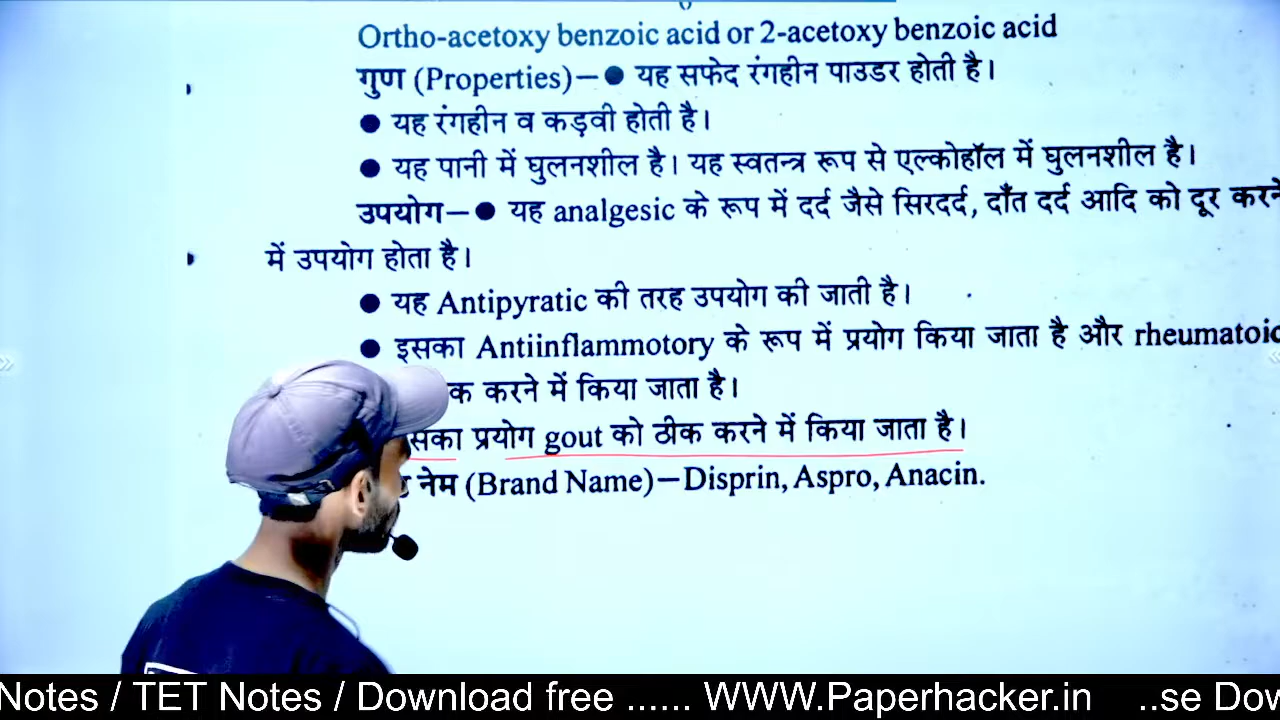 Ortho-acetoxy benzoic acid or 2-acetoxy benzoic acid
गुण (Properties)—● यह सफेद रंगहीन पाउडर होती है।
● यह रंगहीन व कड़वी होती है।
● यह पानी में घुलनशील है। यह स्वतन्त्र रूप से एल्कोहॉल में घुलनशील है।
उपयोग—● यह analgesic के रूप में दर्द जैसे सिरदर्द, दाँत दर्द आदि को दूर करने
में उपयोग होता है।
● यह Antipyratic की तरह उपयोग की जाती है।
● इसका Antiinflammotory के रूप में प्रयोग किया जाता है और rheumatoid
करने में किया जाता है।
प्रयोग gout को ठीक करने में किया जाता है।
नेम (Brand Name)—Disprin, Aspro, Anacin.
Notes / TET Notes / Download free ...... WWW.Paperhacker.in ..se Dow